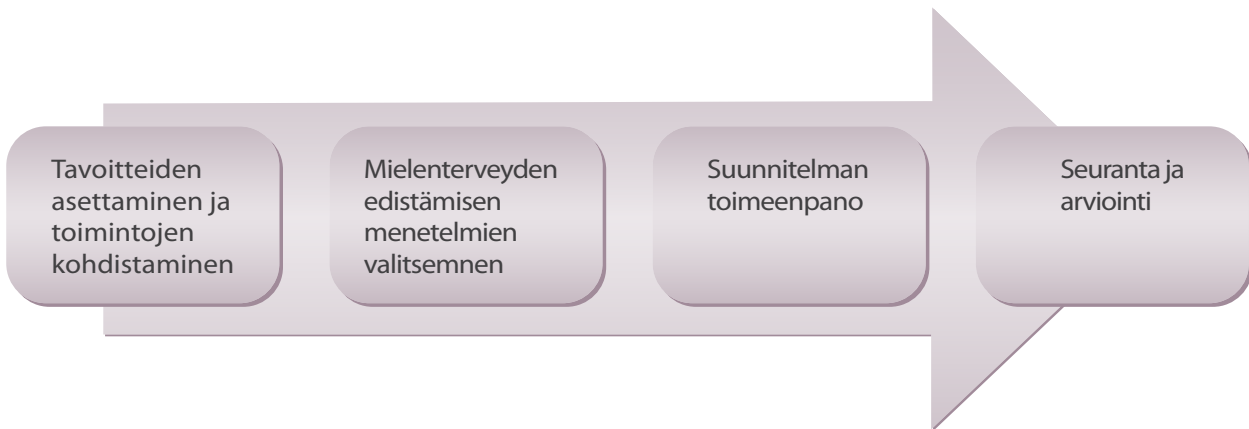 Tavoitteiden
asettaminen ja
toimintojen
kohdistaminen
Mielenterveyden
edistämisen
menetelmien
valitsemnen
Suunnitelman
toimeenpano
Seuranta ja
arviointi